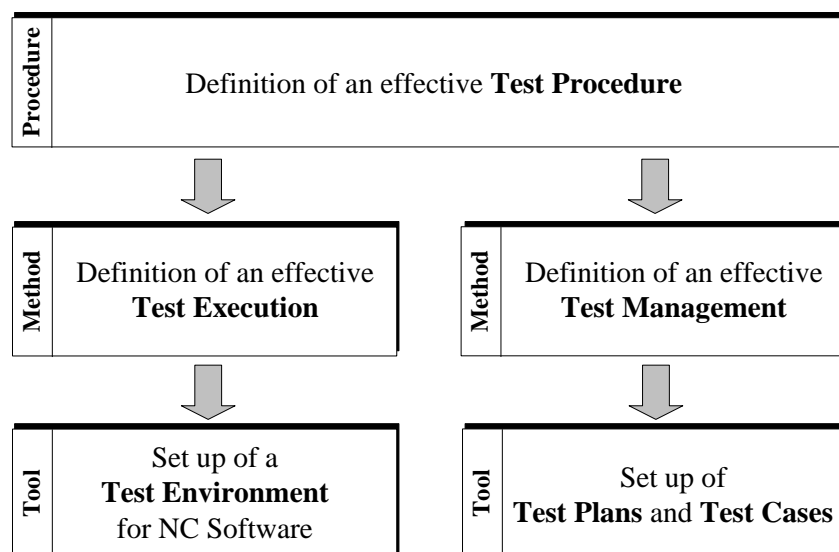 Procedure
Definition of an effective Test Procedure
Method
Definition of an effective
Test Execution
Method
Definition of an effective
Test Management
Tool
Set up of a
Test Environment
for NC Software
Tool
Set up of
Test Plans and Test Cases